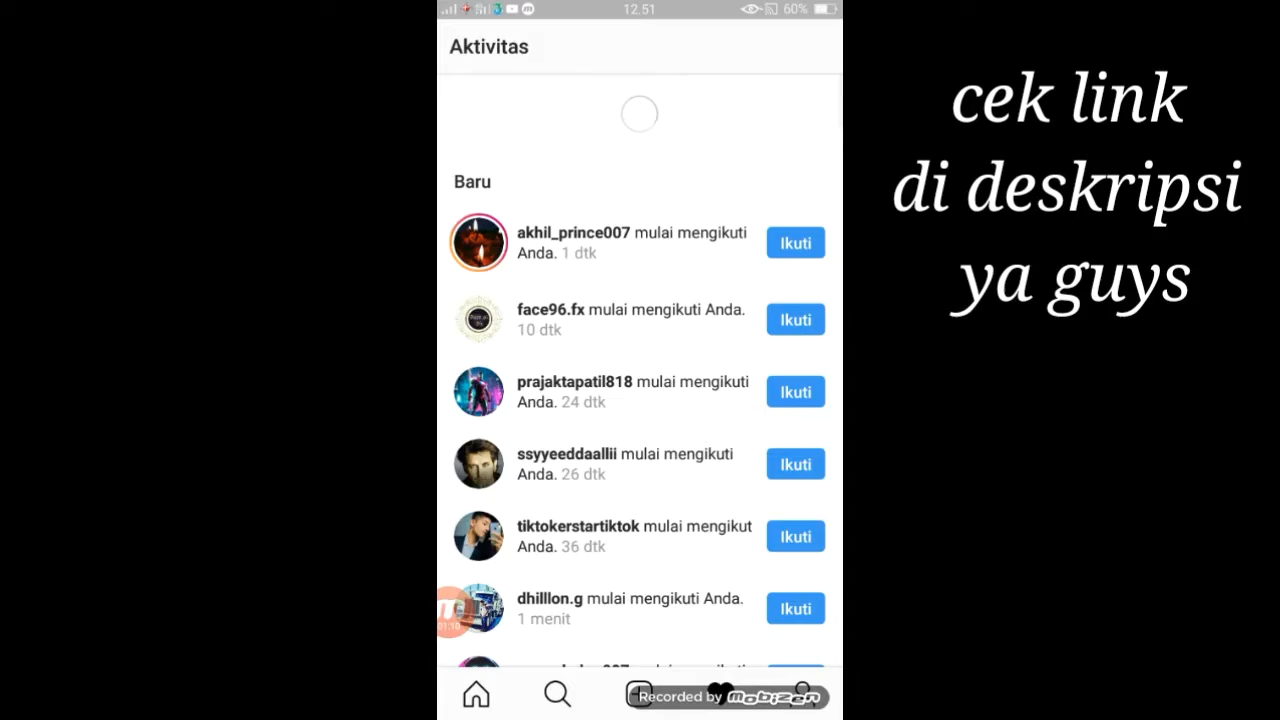 12.51
60%
Aktivitas
Baru
akhil_prince007 mulai mengikuti
Anda. 1 dtk
Ikuti
face96.fx mulai mengikuti Anda.
10 dtk
Ikuti
prajaktapatil818 mulai mengikuti
Anda. 24 dtk
Ikuti
ssyyeeddaallii mulai mengikuti
Anda. 26 dtk
Ikuti
tiktokerstartiktok mulai mengikut
Anda. 36 dtk
Ikuti
dhilllon.g mulai mengikuti Anda.
1 menit
Ikuti
01:18
Recorded by mobizen
cek link
di deskripsi
ya guys